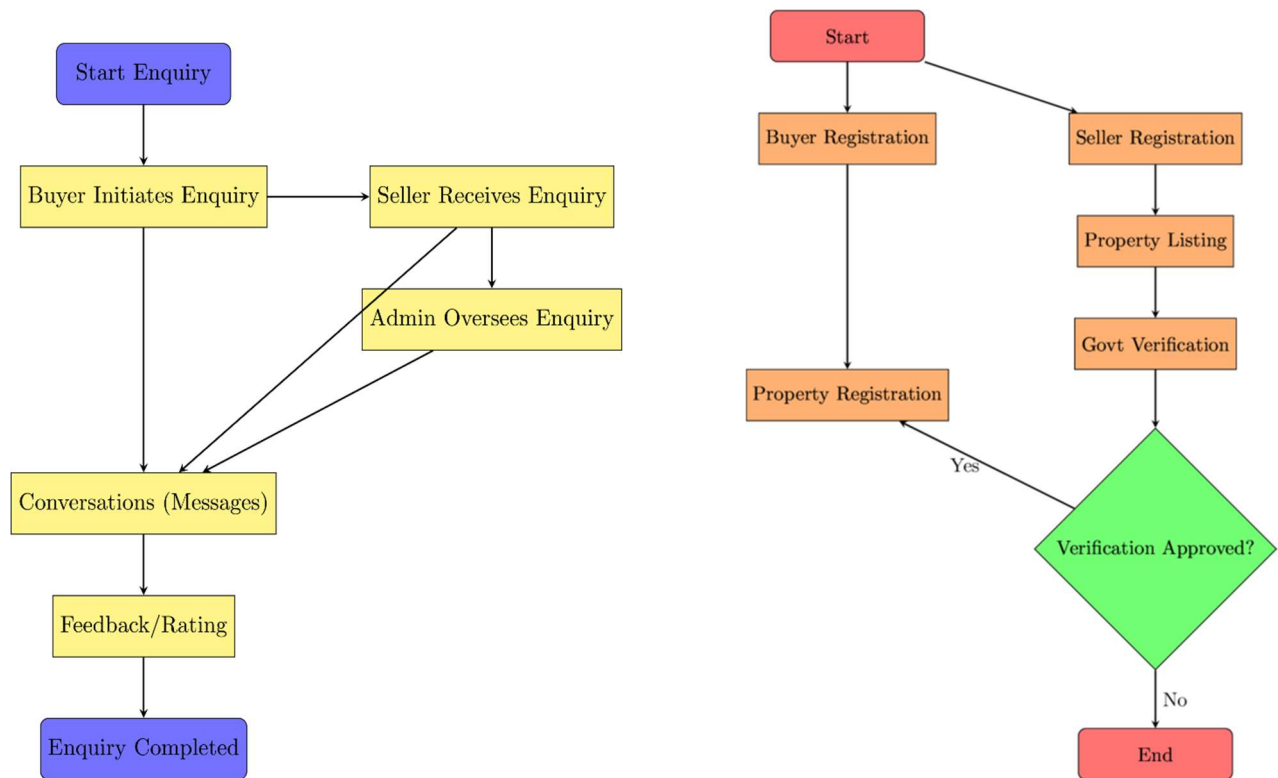 Start Enquiry
Buyer Initiates Enquiry
Seller Receives Enquiry
Admin Oversees Enquiry
Conversations (Messages)
Feedback/Rating
Enquiry Completed
Start
Buyer Registration
Seller Registration
Property Listing
Govt Verification
Property Registration
Yes
Verification Approved?
No
End